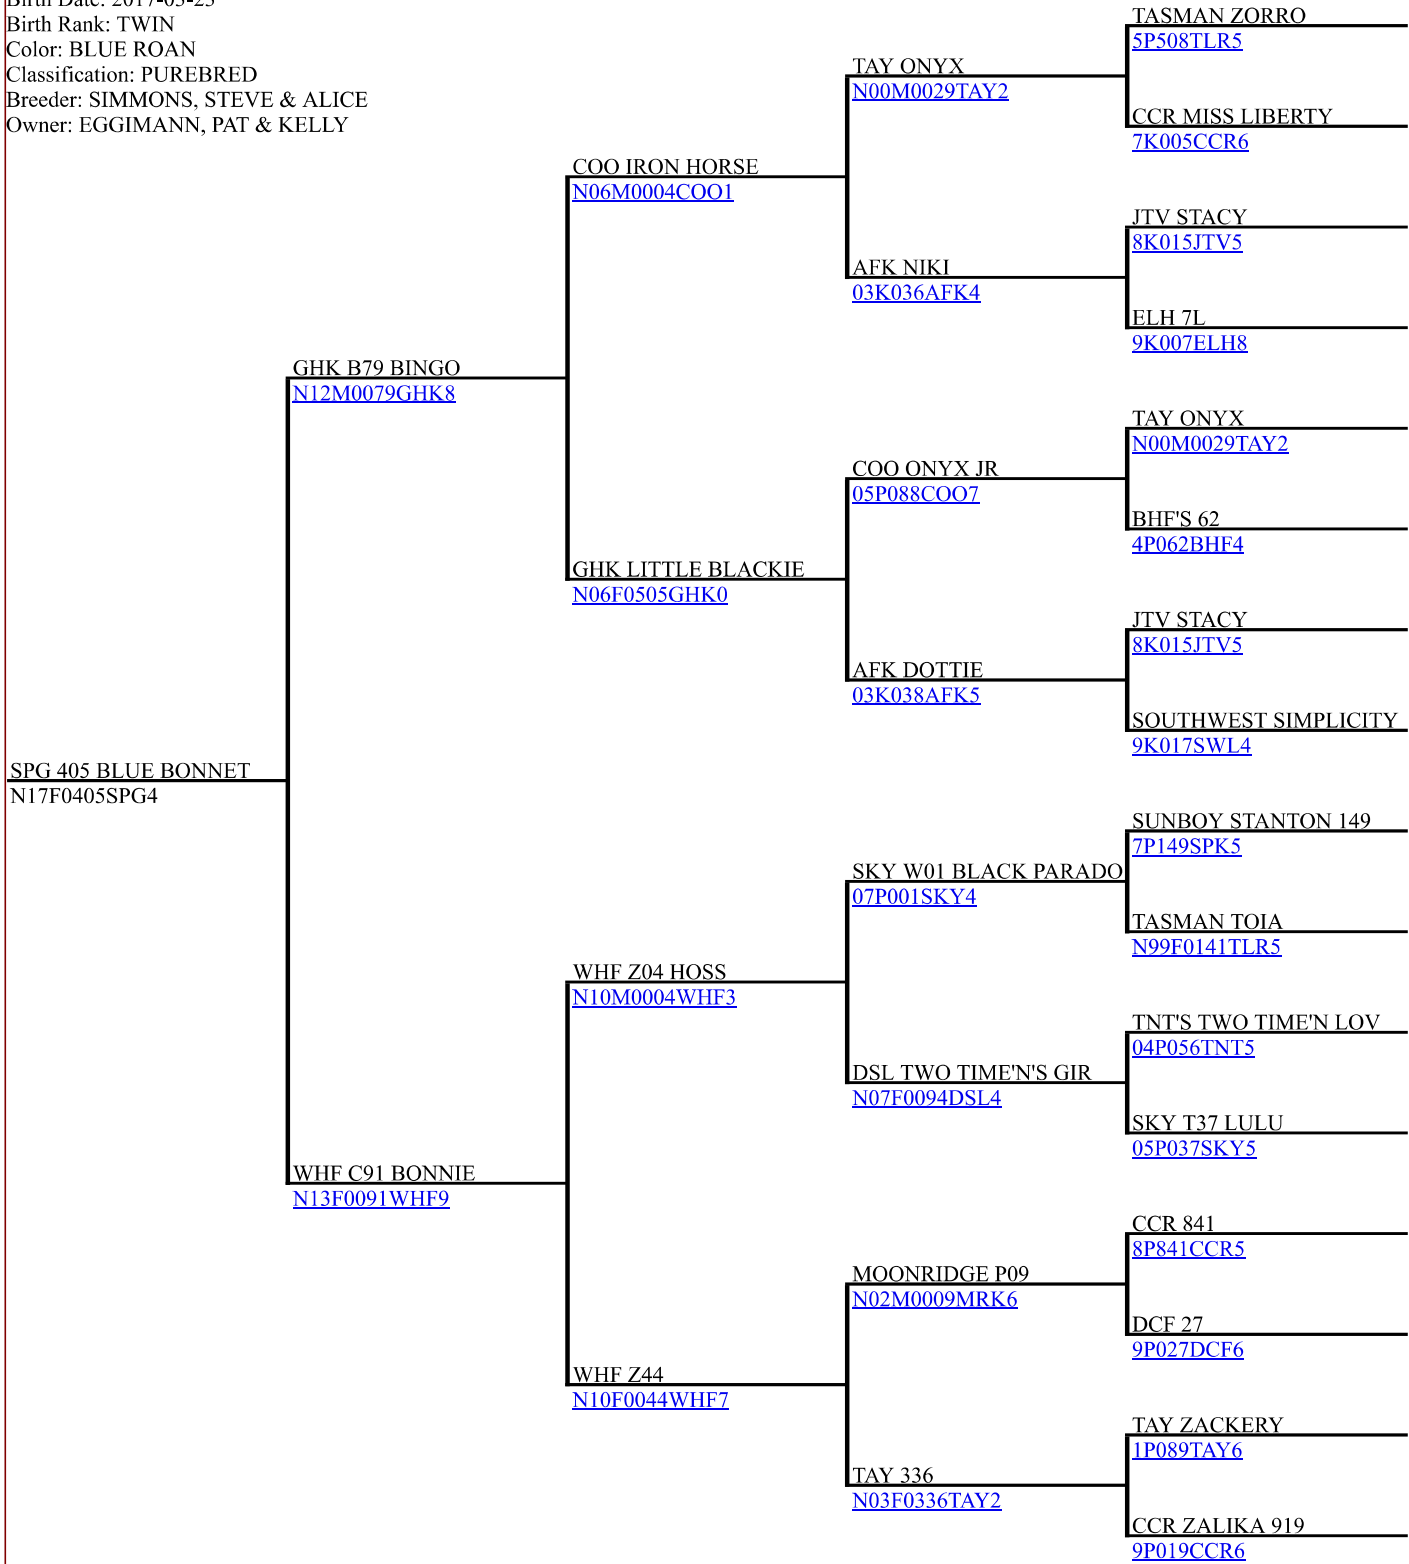 Birth Date: 2017-03-23
Birth Rank: TWIN
Color: BLUE ROAN
Classification: PUREBRED
Breeder: SIMMONS, STEVE & ALICE
Owner: EGGIMANN, PAT & KELLY
TASMAN ZORRO
5P508TLR5
TAY ONYX
N00M0029TAY2
CCR MISS LIBERTY
7K005CCR6
COO IRON HORSE
N06M0004COO1
JTV STACY
8K015JTV5
AFK NIKI
03K036AFK4
ELH 7L
9K007ELH8
GHK B79 BINGO
N12M0079GHK8
TAY ONYX
N00M0029TAY2
COO ONYX JR
05P088COO7
BHF'S 62
4P062BHF4
GHK LITTLE BLACKIE
N06F0505GHK0
JTV STACY
8K015JTV5
AFK DOTTIE
03K038AFK5
SOUTHWEST SIMPLICITY
9K017SWL4
SPG 405 BLUE BONNET
N17F0405SPG4
SUNBOY STANTON 149
7P149SPK5
SKY W01 BLACK PARADO
07P001SKY4
TASMAN TOIA
N99F0141TLR5
WHF Z04 HOSS
N10M0004WHF3
TNT'S TWO TIME'N LOV
04P056TNT5
DSL TWO TIME'N'S GIR
N07F0094DSL4
SKY T37 LULU
05P037SKY5
WHF C91 BONNIE
N13F0091WHF9
CCR 841
8P841CCR5
MOONRIDGE P09
N02M0009MRK6
DCF 27
9P027DCF6
WHF Z44
N10F0044WHF7
TAY ZACKERY
1P089TAY6
TAY 336
N03F0336TAY2
CCR ZALIKA 919
9P019CCR6